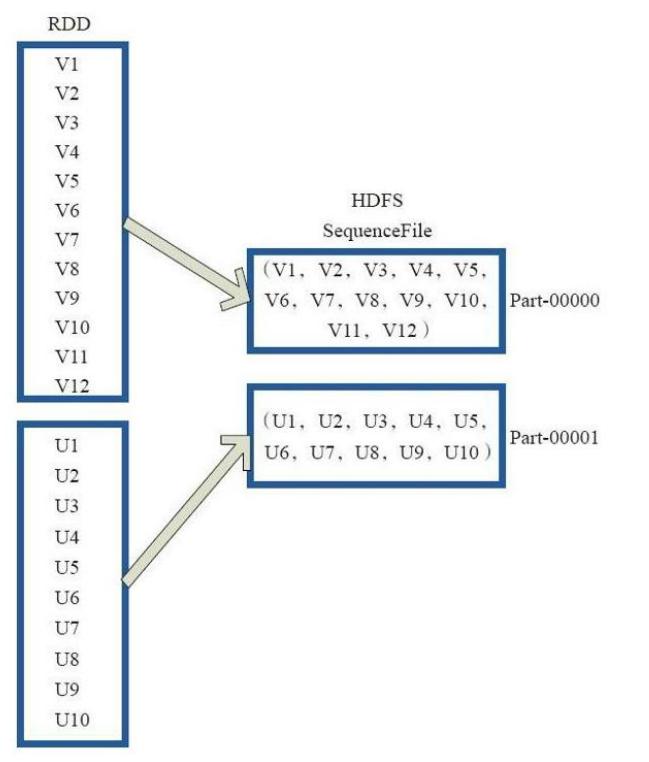 RDD
V1
V2
V3
V4
V5
V6
V7
V8
V9
V10
V11
V12
U1
U2
U3
U4
U5
U6
U7
U8
U9
U10
HDFS
SequenceFile
(V1, V2, V3, V4, V5,
V6, V7, V8, V9, V10,
V11, V12)
Part-00000
(U1, U2, U3, U4, U5,
U6, U7, U8, U9, U10)
Part-00001